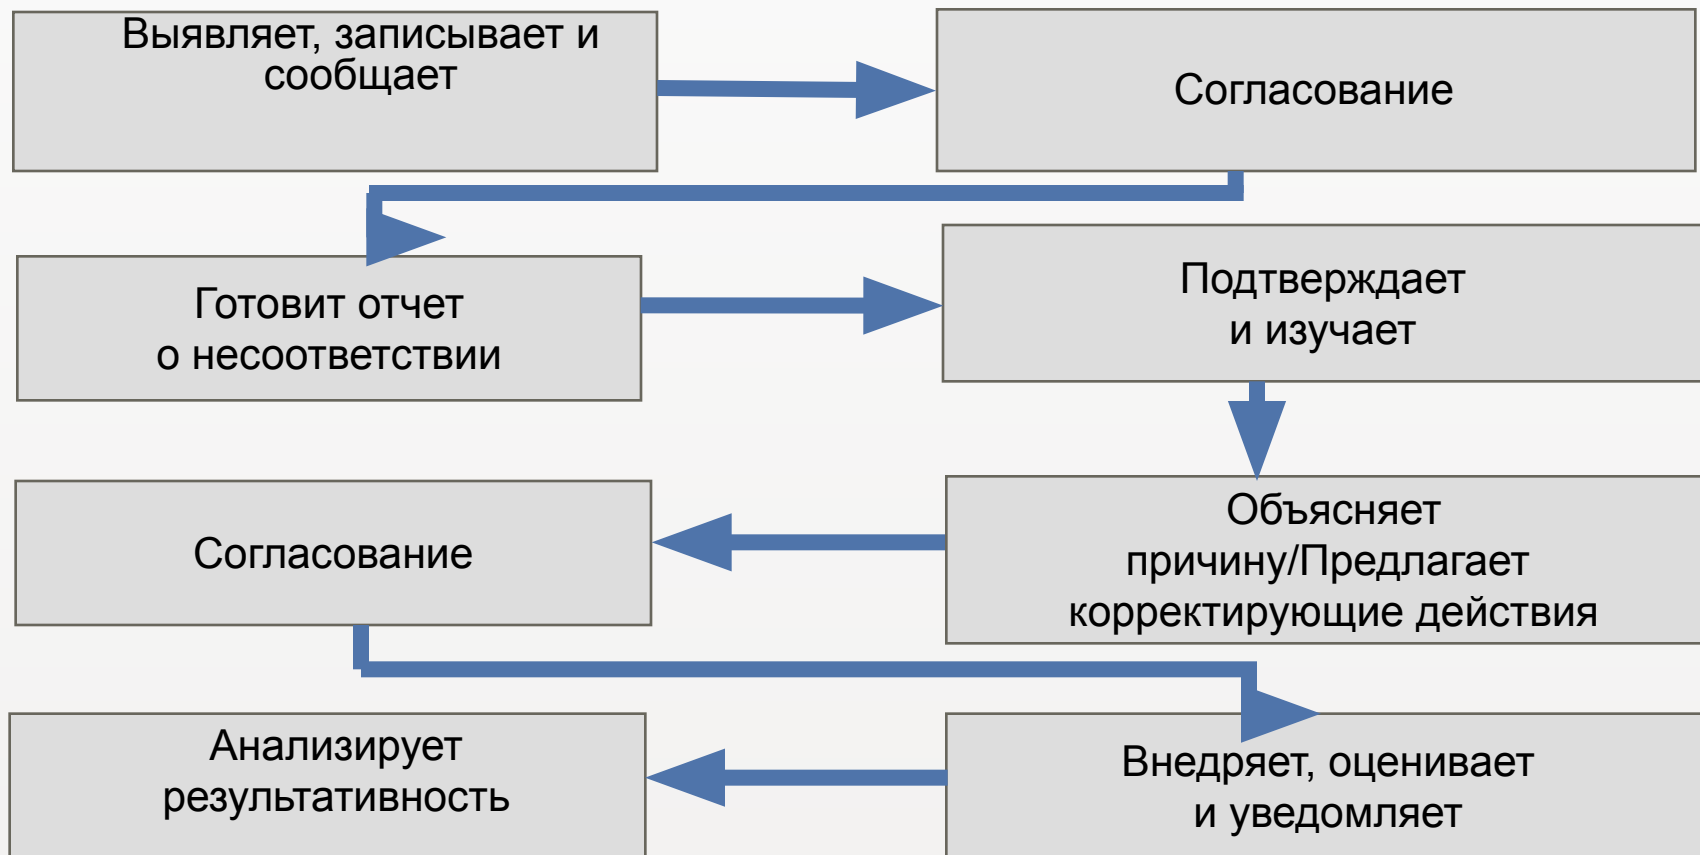 Выявляет, записывает и
сообщает
Согласование
Готовит отчет
о несоответствии
Подтверждает
и изучает
Объясняет
причину/Предлагает
корректирующие действия
Согласование
Внедряет, оценивает
и уведомляет
Анализирует
результативность